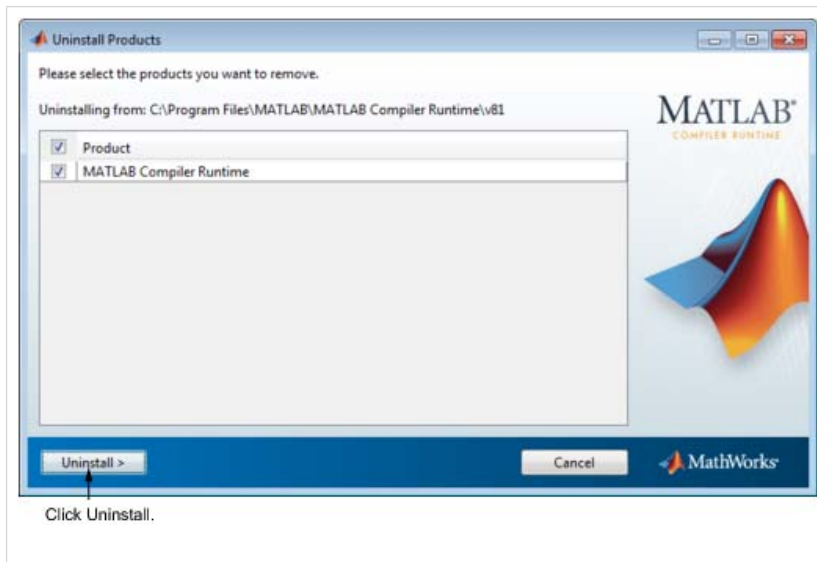 Uninstall Products
Please select the products you want to remove.
Uninstalling from: C:\Program Files\MATLAB\MATLAB Compiler Runtime\v81
MATLAB®
COMPILER RUNTIME
Product
MATLAB Compiler Runtime
Uninstall >
Cancel
MathWorks®
Click Uninstall.